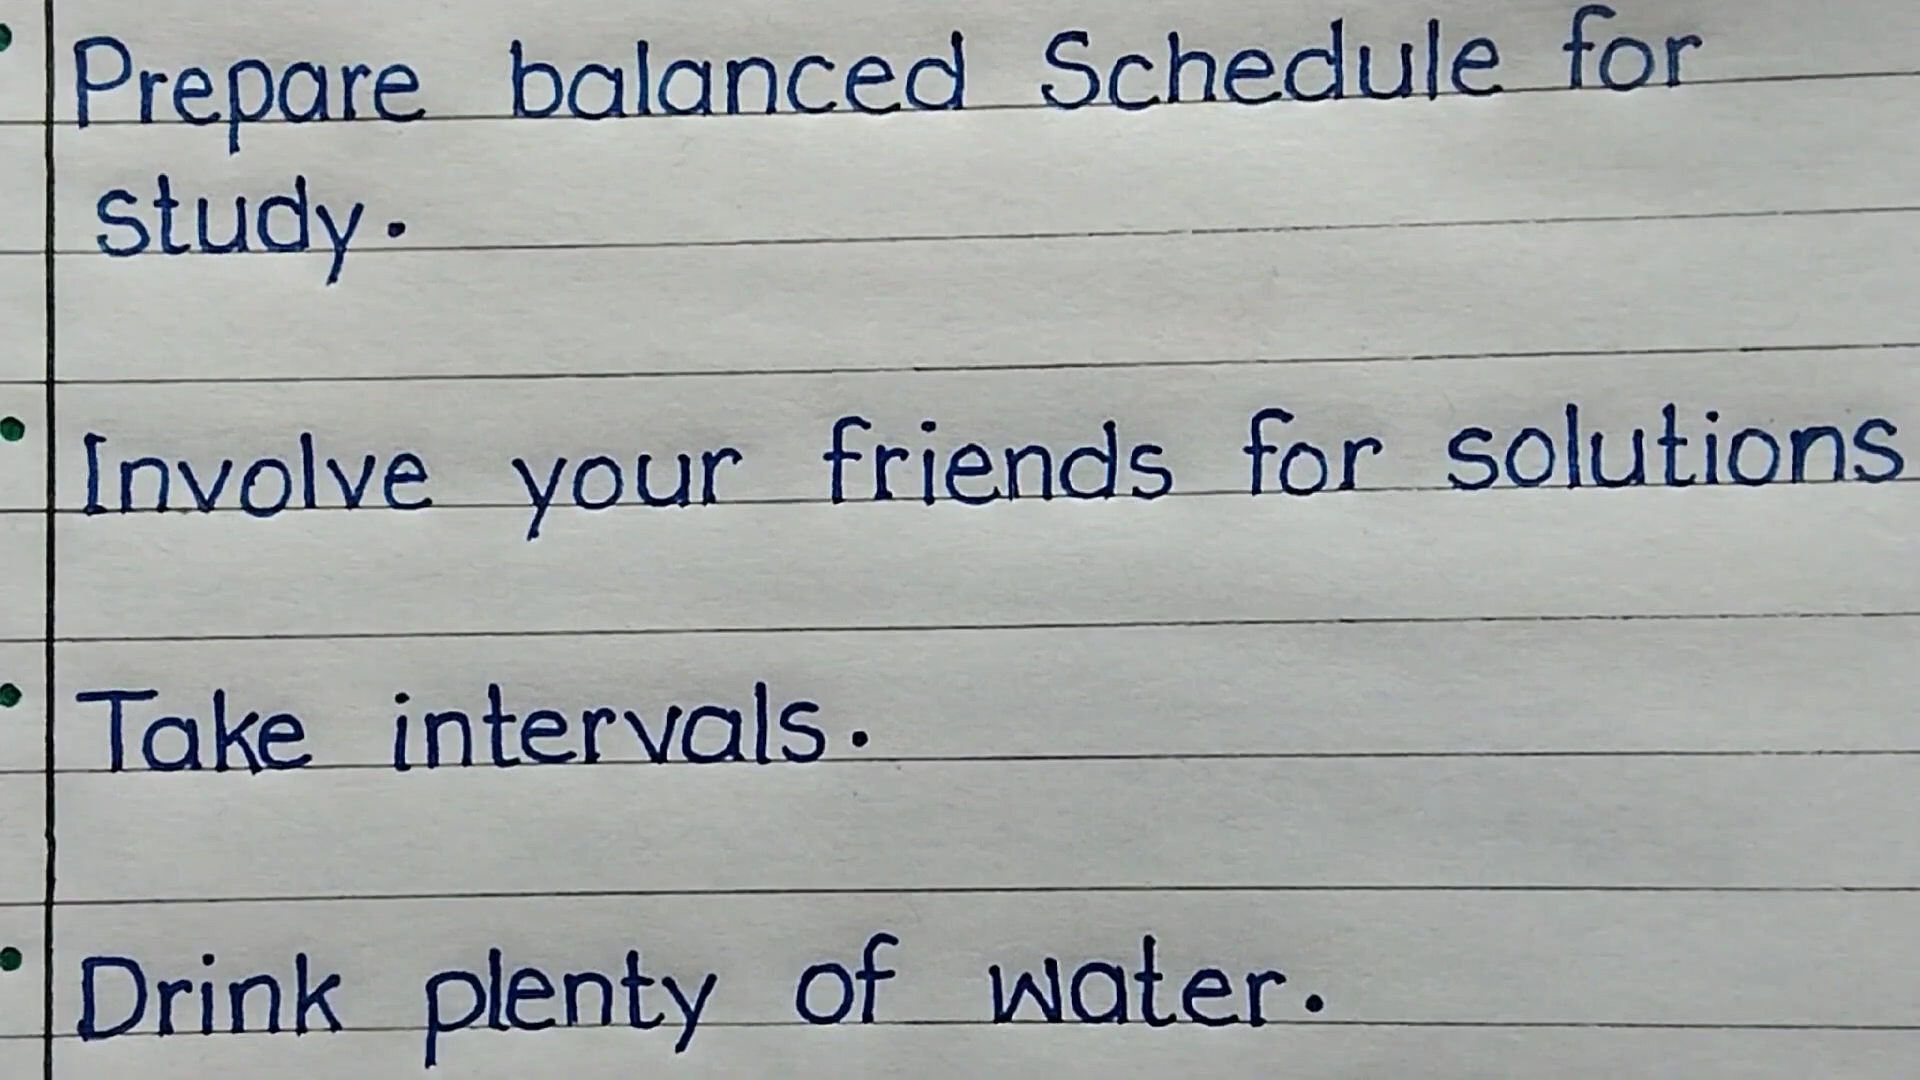 • Prepare balanced Schedule for
study.
• Involve your friends for solutions
• Take intervals.
• Drink plenty of water.